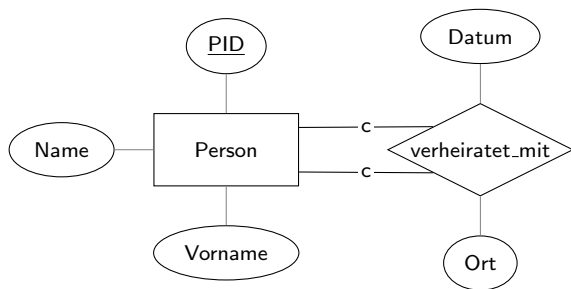 PID
Datum
Name
Person
c
verheiratet_mit
c
Vorname
Ort